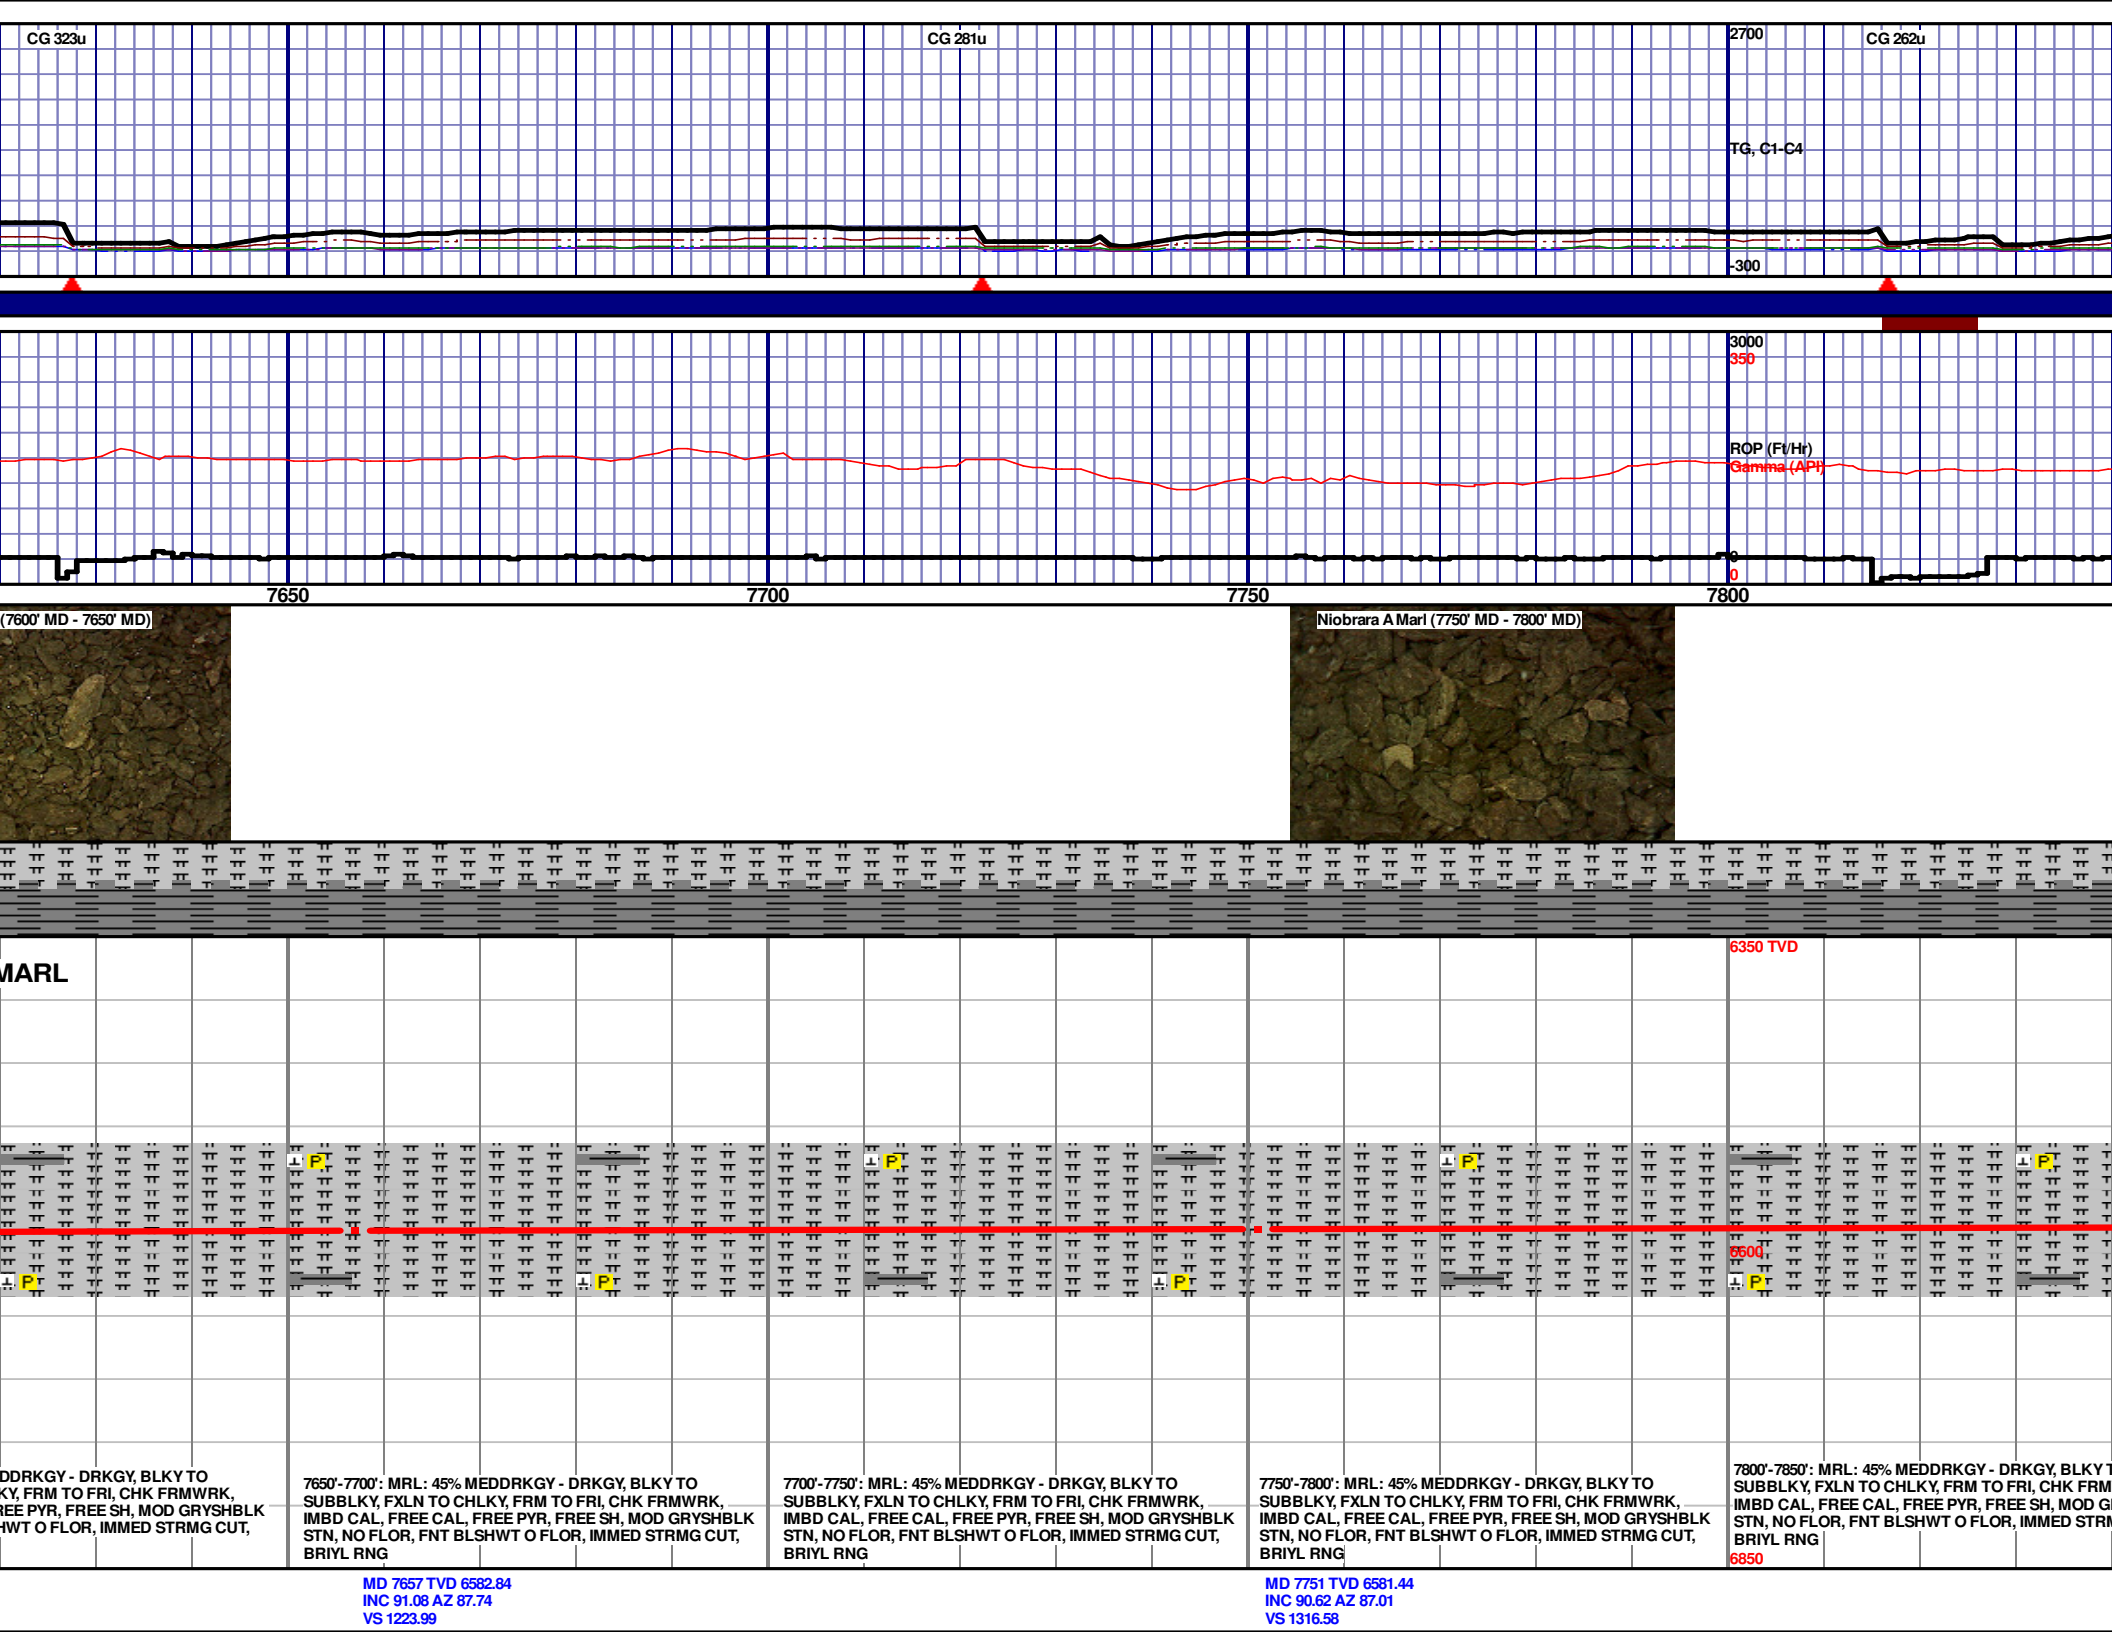 CG 323u
CG 281u
2700
CG 262u
TG, C1-C4
-300
3000
350
ROP (Ft/Hr)
Gamma (API)
0
0
7650
7700
7750
7800
(7600' MD - 7650' MD)
Niobrara A Marl (7750' MD - 7800' MD)
6350 TVD
MARL
P
P
P
P
6600
P
P
P
P
DDRKGY - DRKGY, BLKY TO
KY, FRM TO FRI, CHK FRMWRK,
REE PYR, FREE SH, MOD GRYSHBLK
HWT O FLOR, IMMED STRMG CUT,
7650'-7700': MRL: 45% MEDDRKGY - DRKGY, BLKY TO
SUBBLKY, FXLN TO CHLKY, FRM TO FRI, CHK FRMWRK,
IMBD CAL, FREE CAL, FREE PYR, FREE SH, MOD GRYSHBLK
STN, NO FLOR, FNT BLSHWT O FLOR, IMMED STRMG CUT,
BRIYL RNG
7700'-7750': MRL: 45% MEDDRKGY - DRKGY, BLKY TO
SUBBLKY, FXLN TO CHLKY, FRM TO FRI, CHK FRMWRK,
IMBD CAL, FREE CAL, FREE PYR, FREE SH, MOD GRYSHBLK
STN, NO FLOR, FNT BLSHWT O FLOR, IMMED STRMG CUT,
BRIYL RNG
7750'-7800': MRL: 45% MEDDRKGY - DRKGY, BLKY TO
SUBBLKY, FXLN TO CHLKY, FRM TO FRI, CHK FRMWRK,
IMBD CAL, FREE CAL, FREE PYR, FREE SH, MOD GRYSHBLK
STN, NO FLOR, FNT BLSHWT O FLOR, IMMED STRMG CUT,
BRIYL RNG
7800'-7850': MRL: 45% MEDDRKGY - DRKGY, BLKY T
SUBBLKY, FXLN TO CHLKY, FRM TO FRI, CHK FRM
IMBD CAL, FREE CAL, FREE PYR, FREE SH, MOD G
STN, NO FLOR, FNT BLSHWT O FLOR, IMMED STR
BRIYL RNG
6850
MD 7657 TVD 6582.84
INC 91.08 AZ 87.74
VS 1223.99
MD 7751 TVD 6581.44
INC 90.62 AZ 87.01
VS 1316.58